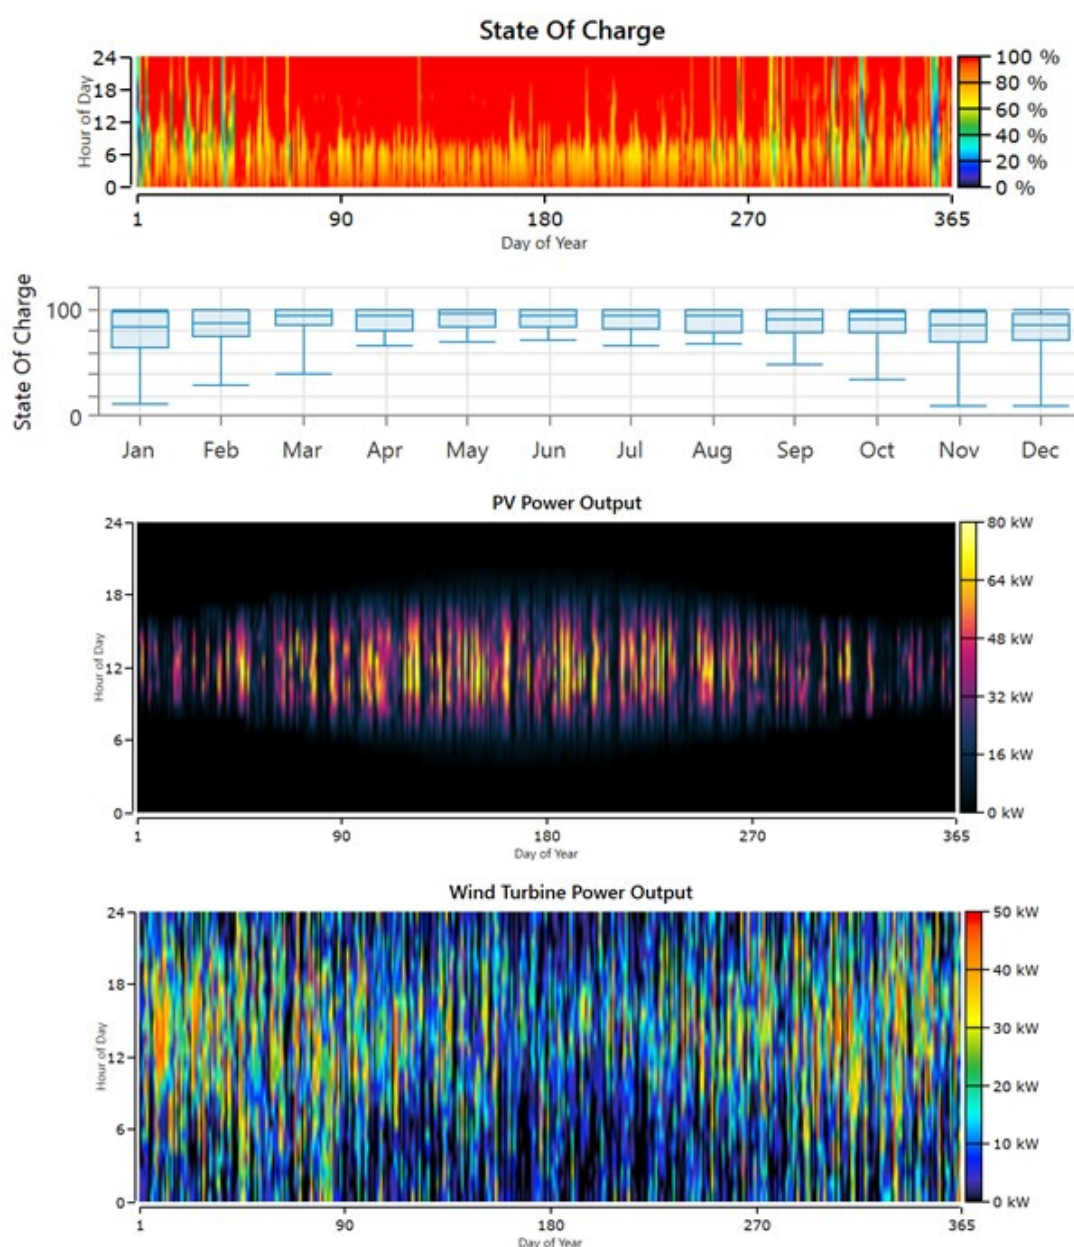 State Of Charge
24
18
12
6
0
Hour of Day
100 %
80 %
60 %
40 %
20 %
0 %
1 90 180 270 365
Day of Year
State Of Charge
100
0
Jan Feb Mar Apr May Jun Jul Aug Sep Oct Nov Dec
PV Power Output
24
18
12
6
0
Hour of Day
80 kW
64 kW
48 kW
32 kW
16 kW
0 kW
1 90 180 270 365
Day of Year
Wind Turbine Power Output
24
18
12
6
0
Hour of Day
50 kW
40 kW
30 kW
20 kW
10 kW
0 kW
1 90 180 270 365
Day of Year